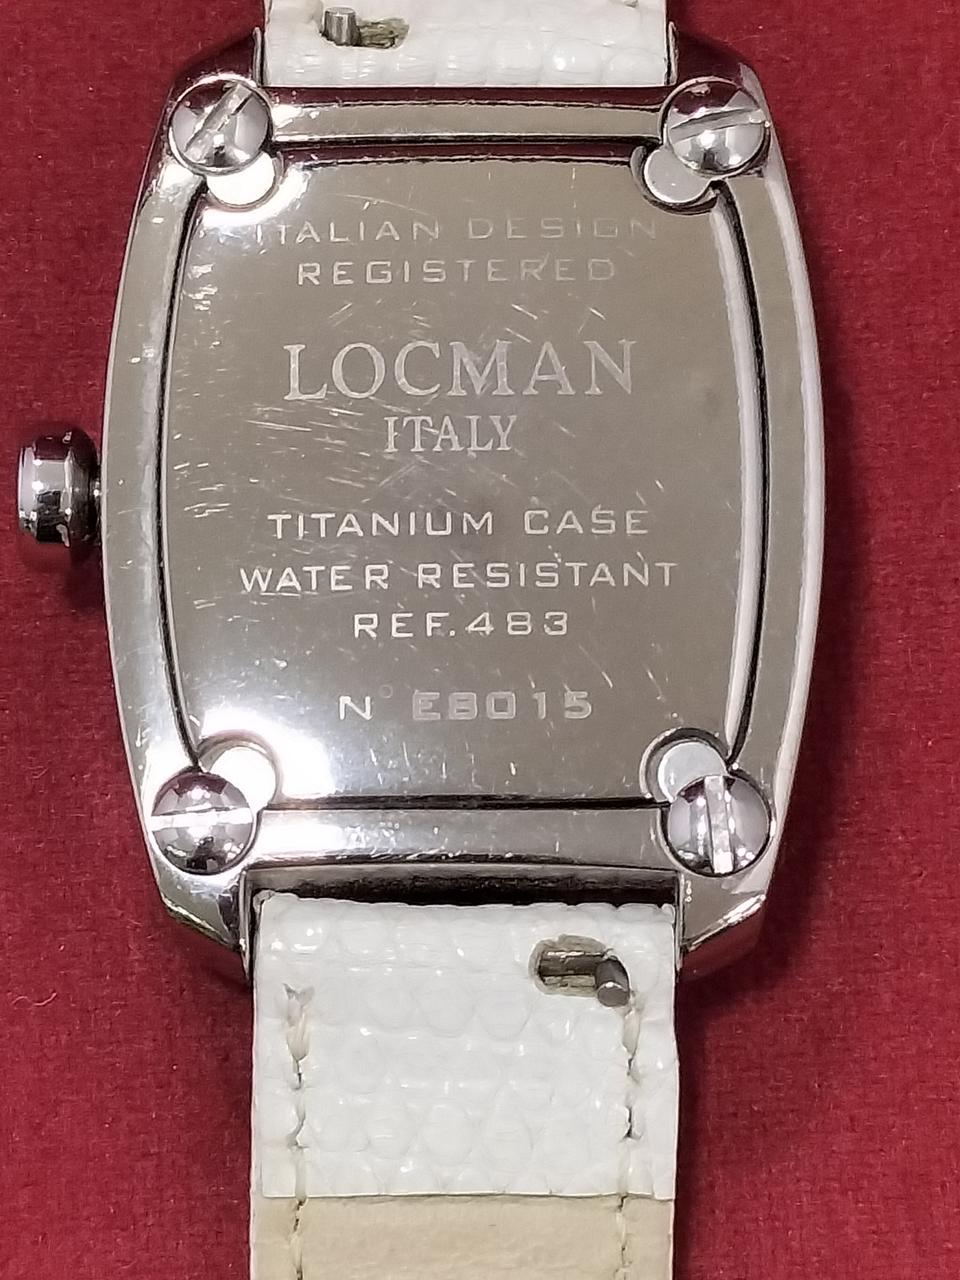 ITALIAN DESIGN
REGISTERED
LOCMAN
ITALY
TITANIUM CASE
WATER RESISTANT
REF.483
N° E8015